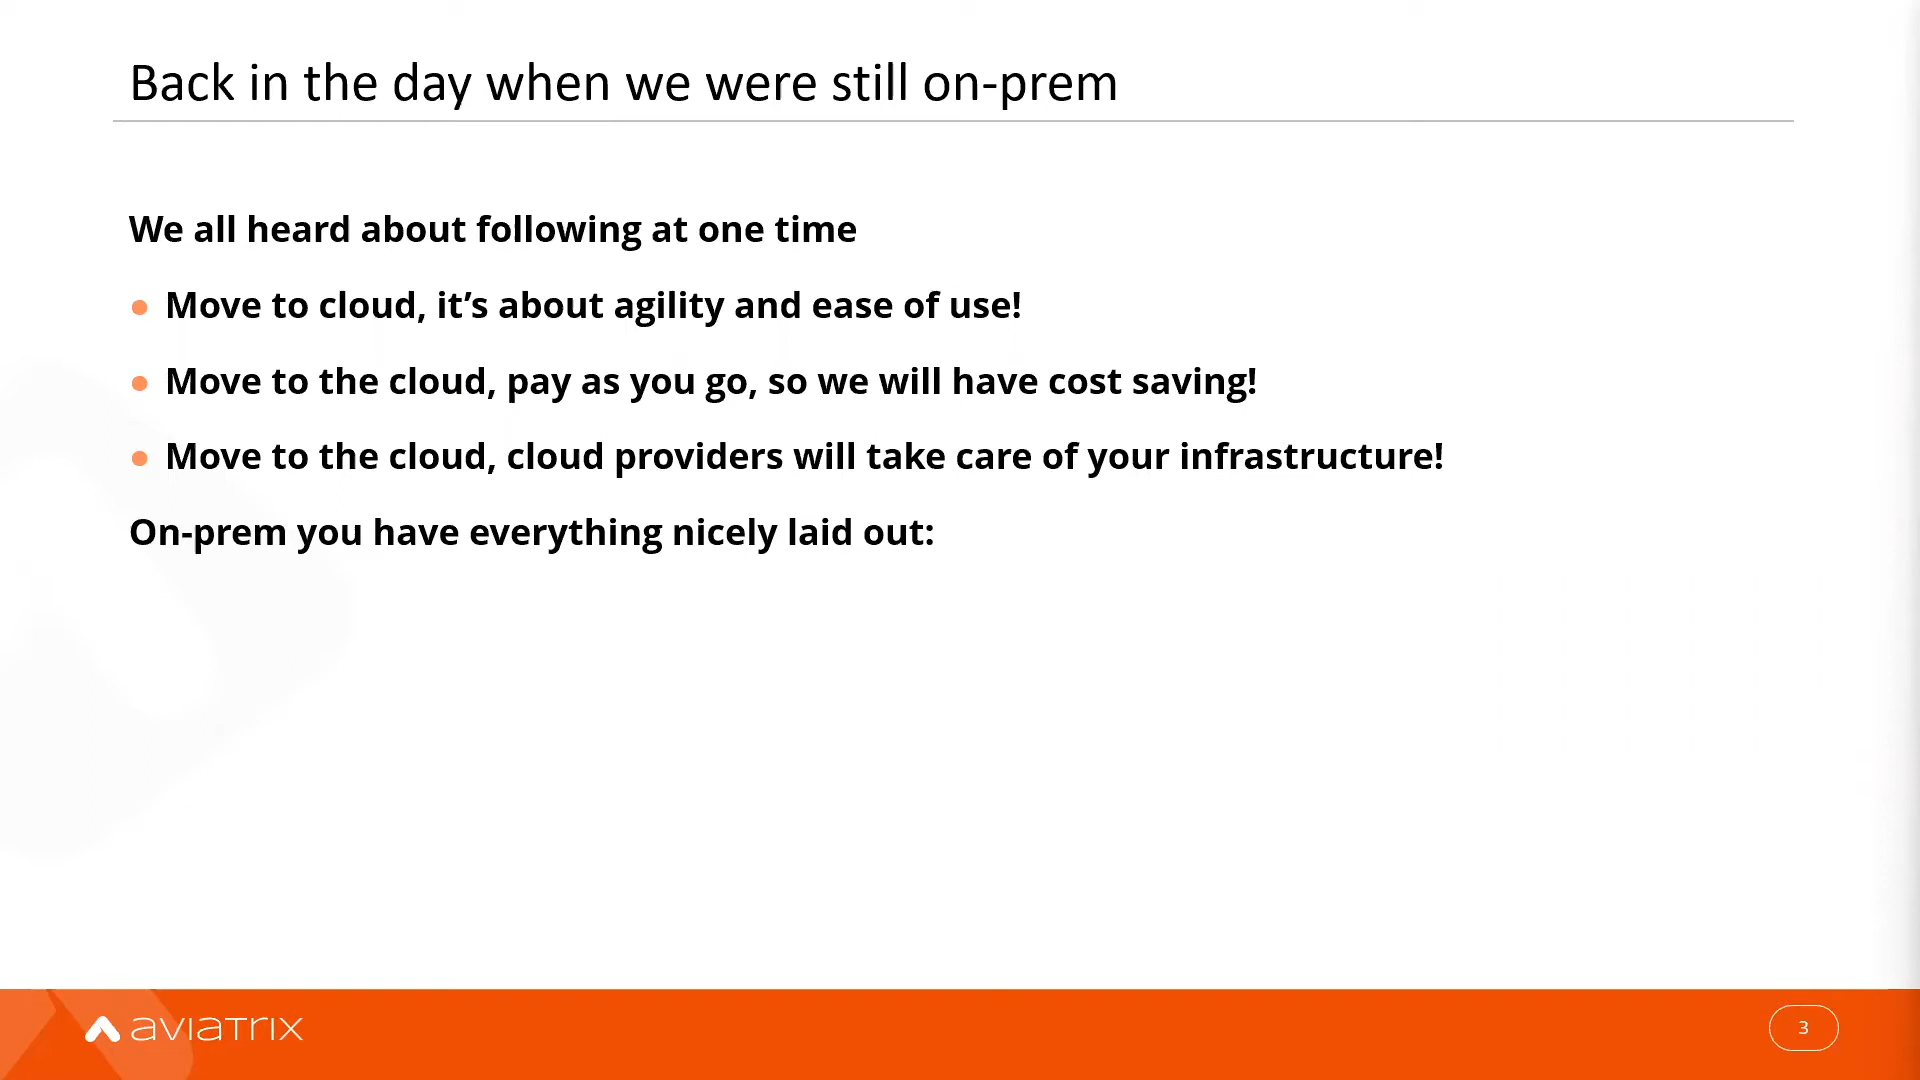 Back in the day when we were still on-prem
We all heard about following at one time
● Move to cloud, it’s about agility and ease of use!
● Move to the cloud, pay as you go, so we will have cost saving!
● Move to the cloud, cloud providers will take care of your infrastructure!
On-prem you have everything nicely laid out:
aviatrix
3